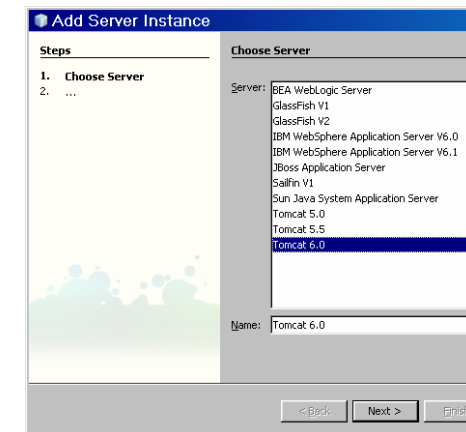 Add Server Instance
Steps
1. Choose Server
2. ...
Choose Server
Server:
BEA WebLogic Server
GlassFish V1
GlassFish V2
IBM WebSphere Application Server V6.0
IBM WebSphere Application Server V6.1
JBoss Application Server
Sailfin V1
Sun Java System Application Server
Tomcat 5.0
Tomcat 5.5
Tomcat 6.0
Name: Tomcat 6.0
< Back Next > Finish